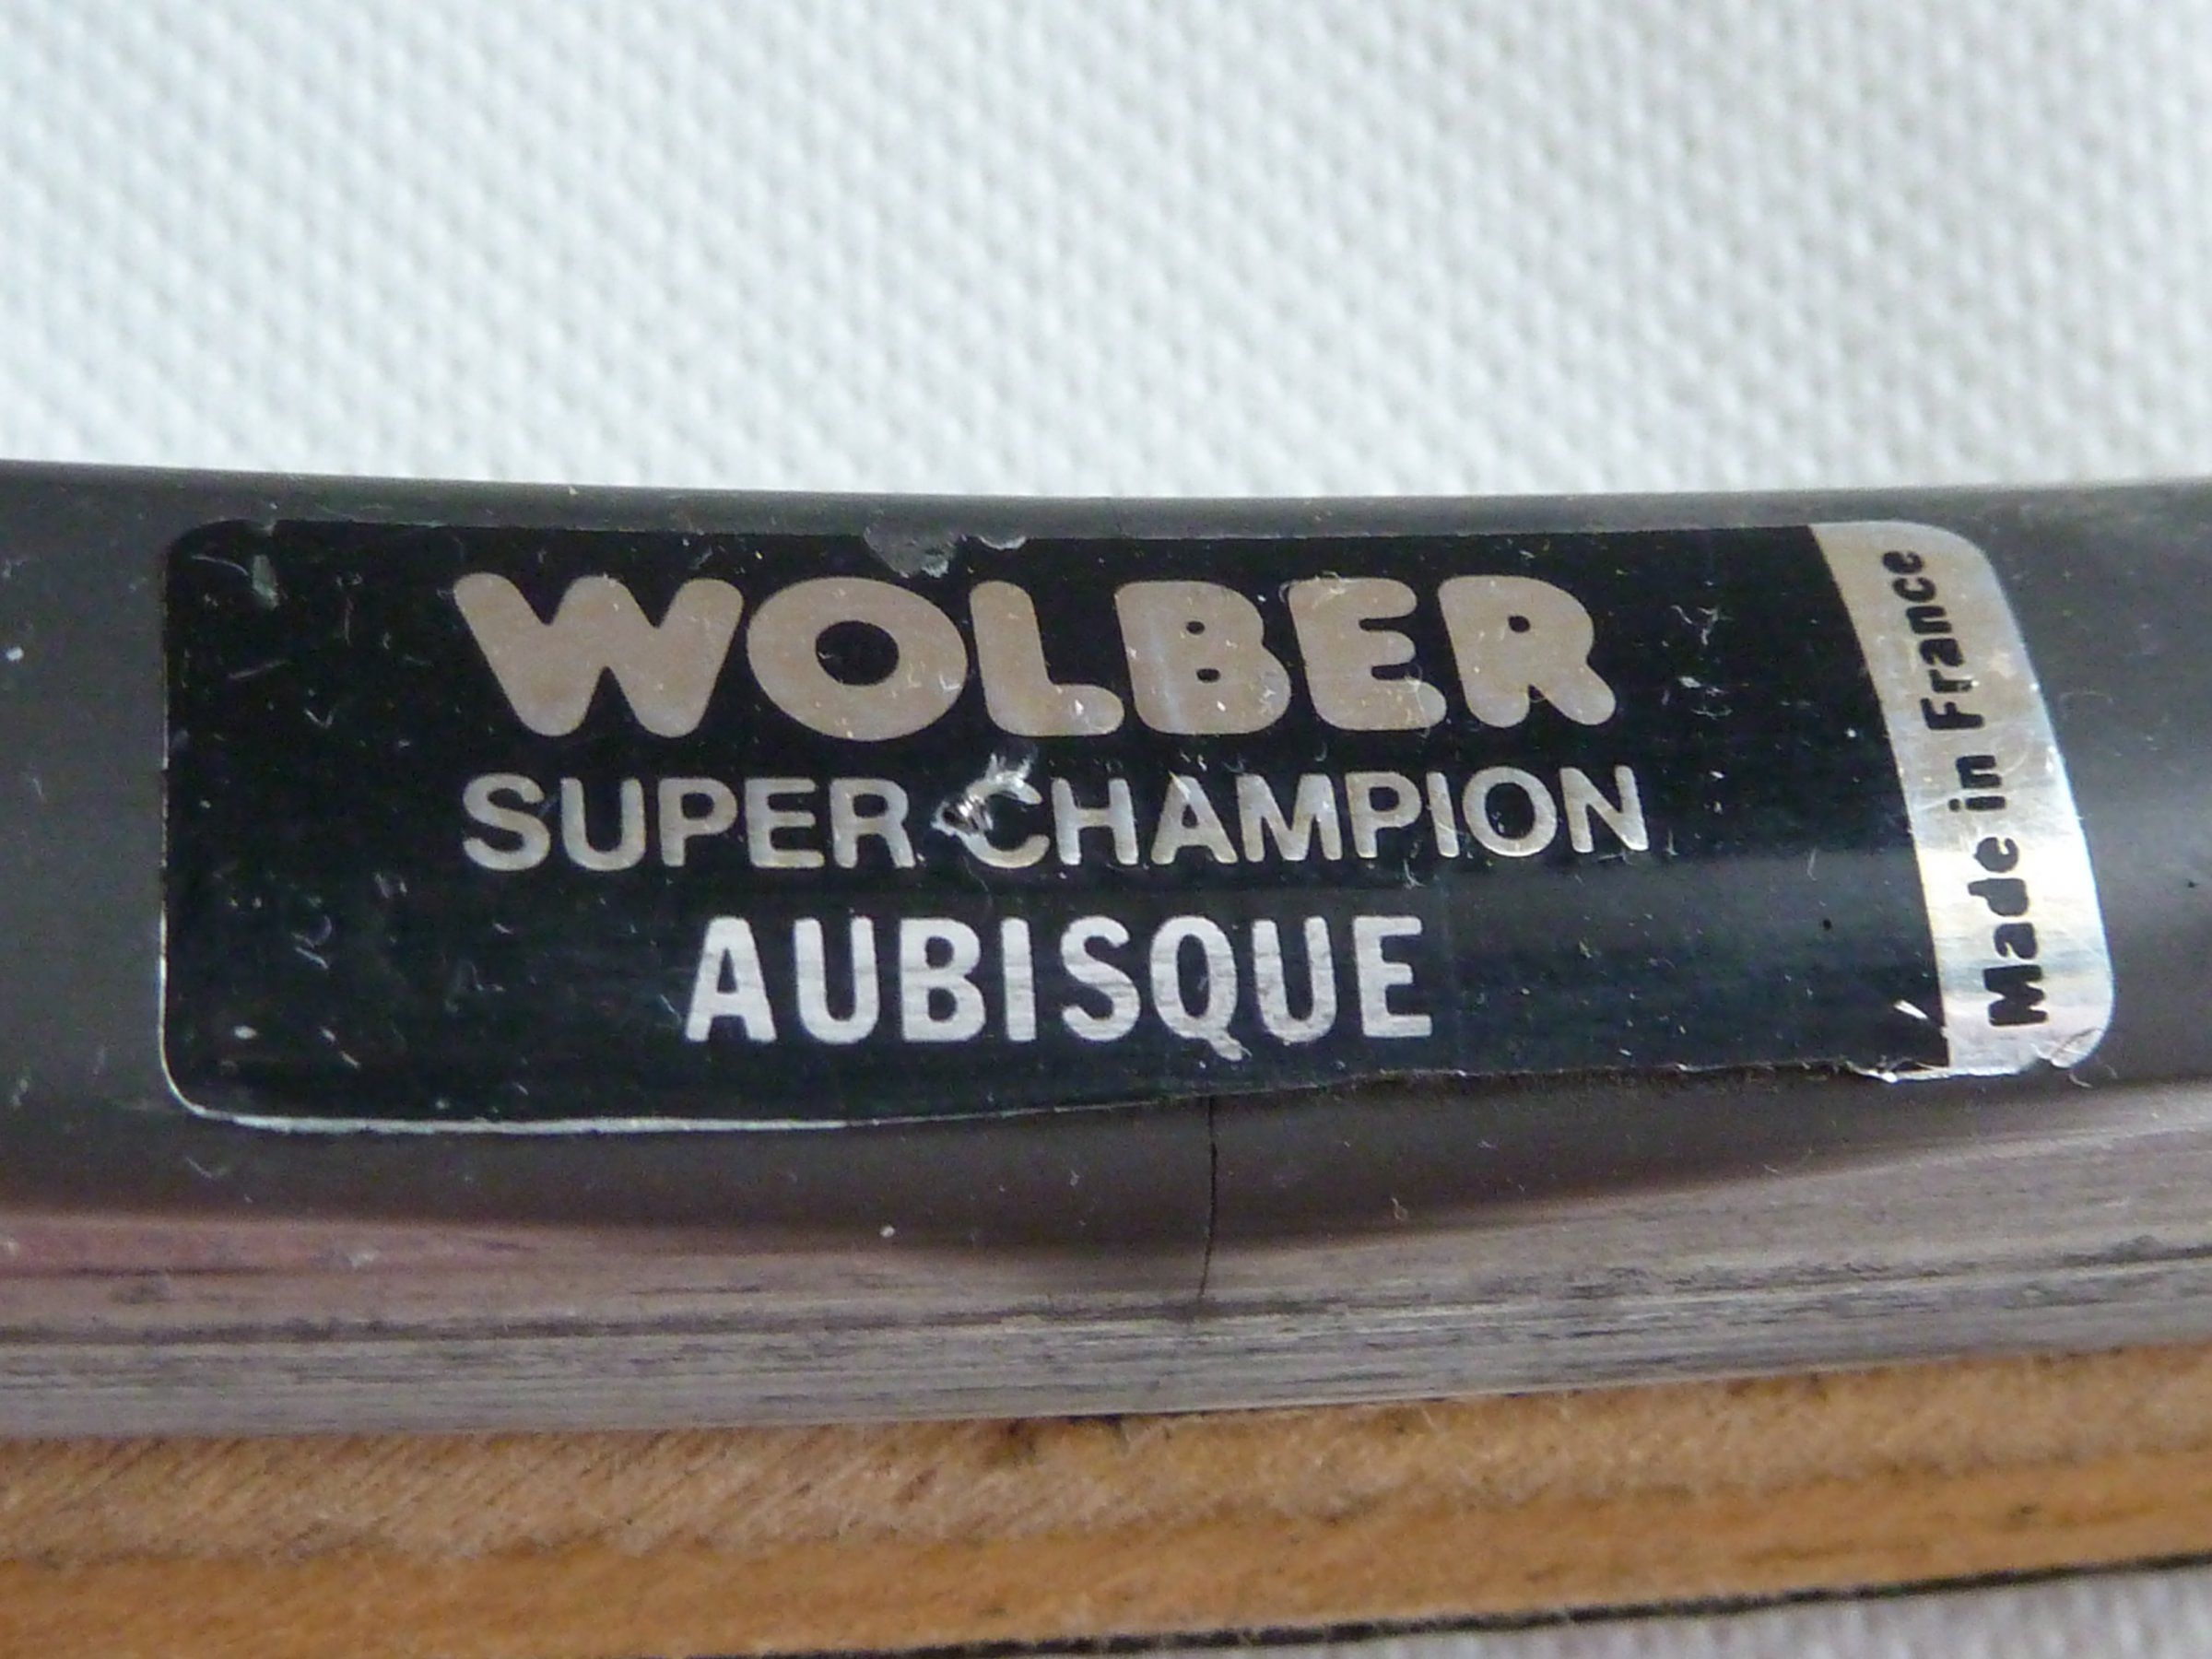 WOLBER
SUPER CHAMPION
AUBISQUE
Made in France